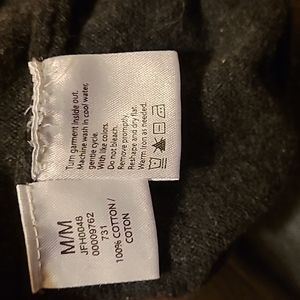 Turn garment inside out.
Machine wash in cool water,
gentle cycle.
With like colors.
Do not bleach.
Remove promptly.
Reshape and dry flat.
Warm iron as needed.
M/M
JFH0048
00009762
731
100% COTTON /
COTON